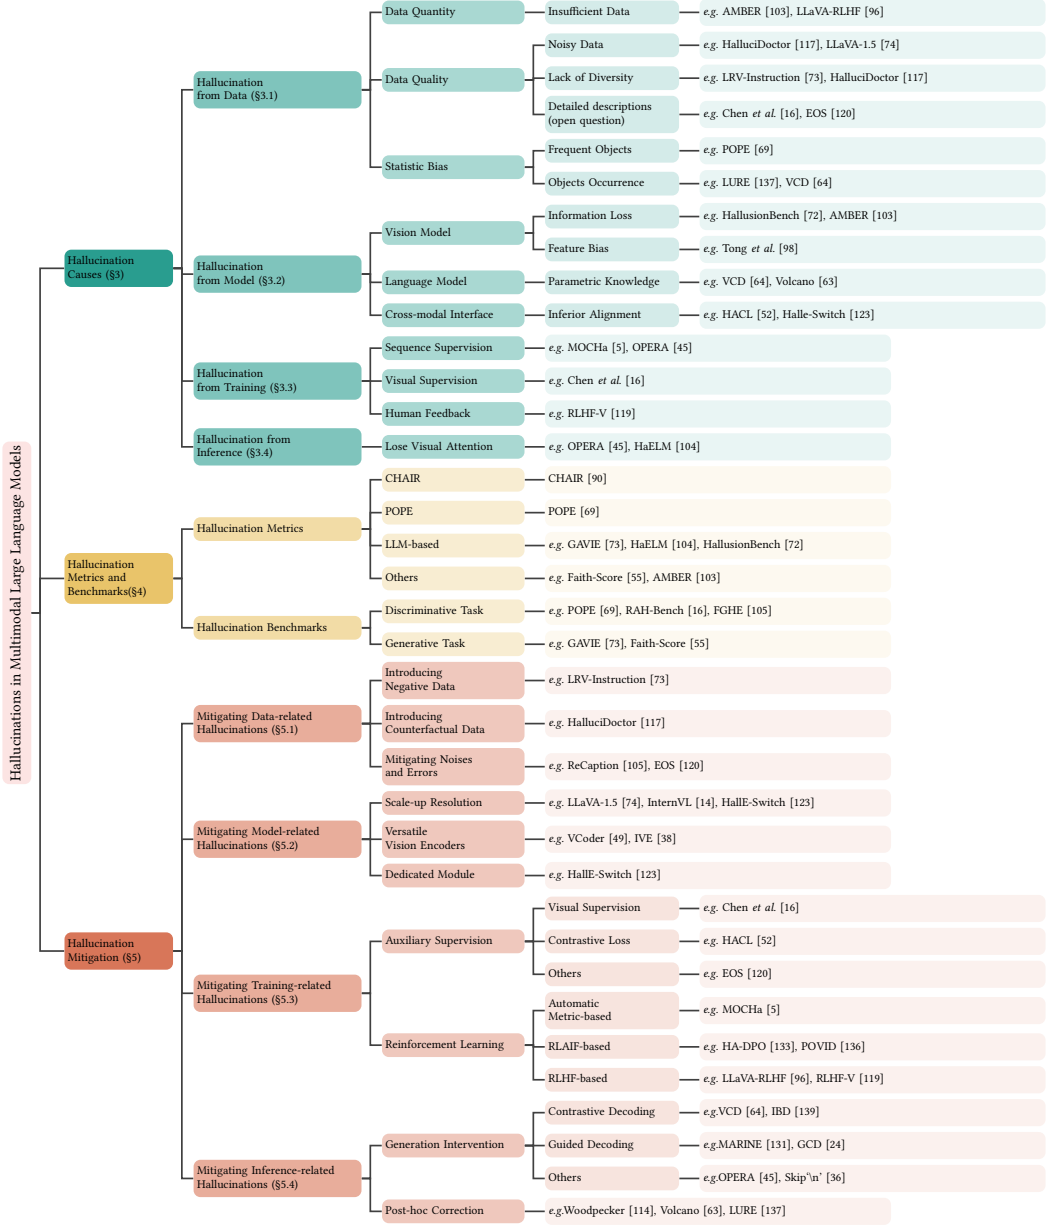 Hallucinations in Multimodal Large Language Models
Hallucination
Causes (§3)
Hallucination
from Data (§3.1)
Data Quantity
Insufficient Data
e.g. AMBER [103], LLaVA-RLHF [96]
Data Quality
Noisy Data
e.g. HalluciDoctor [117], LLaVA-1.5 [74]
Lack of Diversity
e.g. LRV-Instruction [73], HalluciDoctor [117]
Detailed descriptions
(open question)
e.g. Chen et al. [16], EOS [120]
Statistic Bias
Frequent Objects
e.g. POPE [69]
Objects Occurrence
e.g. LURE [137], VCD [64]
Hallucination
from Model (§3.2)
Vision Model
Information Loss
e.g. HallusionBench [72], AMBER [103]
Feature Bias
e.g. Tong et al. [98]
Language Model
Parametric Knowledge
e.g. VCD [64], Volcano [63]
Cross-modal Interface
Inferior Alignment
e.g. HACL [52], Halle-Switch [123]
Hallucination
from Training (§3.3)
Sequence Supervision
e.g. MOCHa [5], OPERA [45]
Visual Supervision
e.g. Chen et al. [16]
Human Feedback
e.g. RLHF-V [119]
Hallucination from
Inference (§3.4)
Lose Visual Attention
e.g. OPERA [45], HaELM [104]
Hallucination
Metrics and
Benchmarks(§4)
Hallucination Metrics
CHAIR
CHAIR [90]
POPE
POPE [69]
LLM-based
e.g. GAVIE [73], HaELM [104], HallusionBench [72]
Others
e.g. Faith-Score [55], AMBER [103]
Hallucination Benchmarks
Discriminative Task
e.g. POPE [69], RAH-Bench [16], FGHE [105]
Generative Task
e.g. GAVIE [73], Faith-Score [55]
Hallucination
Mitigation (§5)
Mitigating Data-related
Hallucinations (§5.1)
Introducing
Negative Data
e.g. LRV-Instruction [73]
Introducing
Counterfactual Data
e.g. HalluciDoctor [117]
Mitigating Noises
and Errors
e.g. ReCaption [105], EOS [120]
Mitigating Model-related
Hallucinations (§5.2)
Scale-up Resolution
e.g. LLaVA-1.5 [74], InternVL [14], HallE-Switch [123]
Versatile
Vision Encoders
e.g. VCoder [49], IVE [38]
Dedicated Module
e.g. HallE-Switch [123]
Mitigating Training-related
Hallucinations (§5.3)
Auxiliary Supervision
Visual Supervision
e.g. Chen et al. [16]
Contrastive Loss
e.g. HACL [52]
Others
e.g. EOS [120]
Reinforcement Learning
Automatic
Metric-based
e.g. MOCHa [5]
RLAIF-based
e.g. HA-DPO [133], POVID [136]
RLHF-based
e.g. LLaVA-RLHF [96], RLHF-V [119]
Mitigating Inference-related
Hallucinations (§5.4)
Generation Intervention
Contrastive Decoding
e.g.VCD [64], IBD [139]
Guided Decoding
e.g.MARINE [131], GCD [24]
Others
e.g.OPERA [45], Skip‘\n’ [36]
Post-hoc Correction
e.g.Woodpecker [114], Volcano [63], LURE [137]